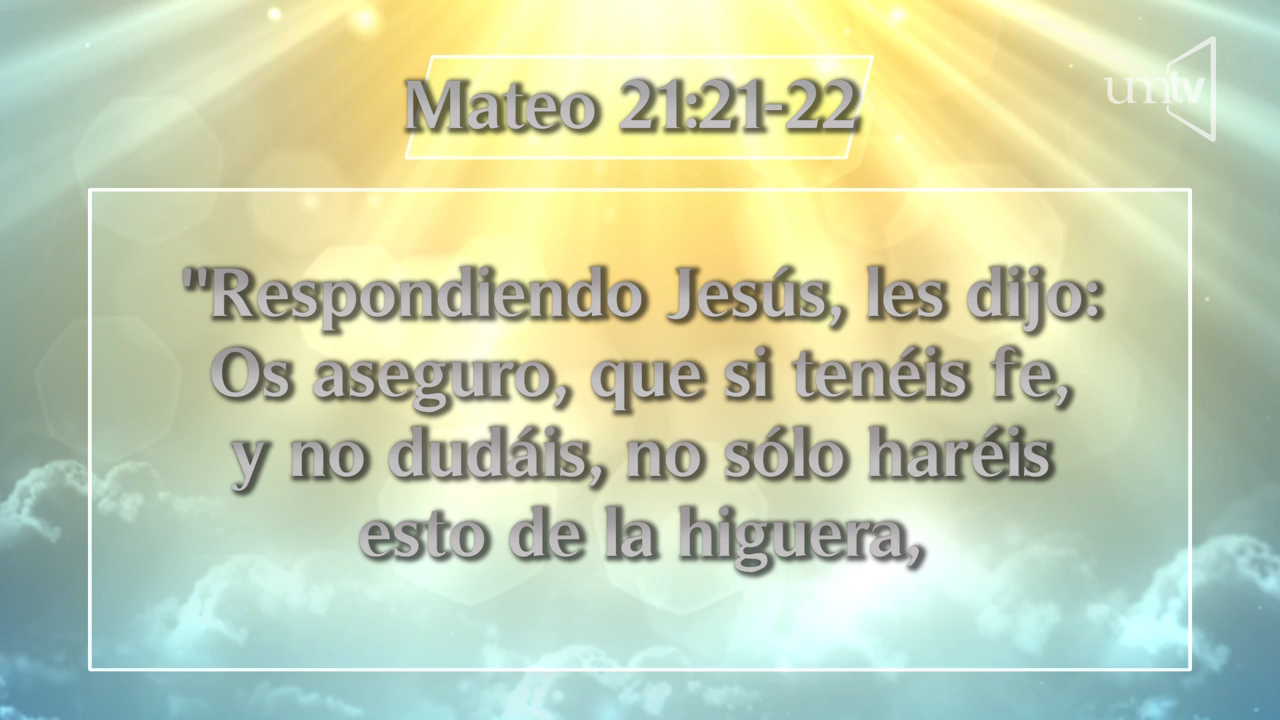 Mateo 21:21-22
umtv
"Respondiendo Jesús, les dijo:
Os aseguro, que si tenéis fe,
y no dudáis, no sólo haréis
esto de la higuera,